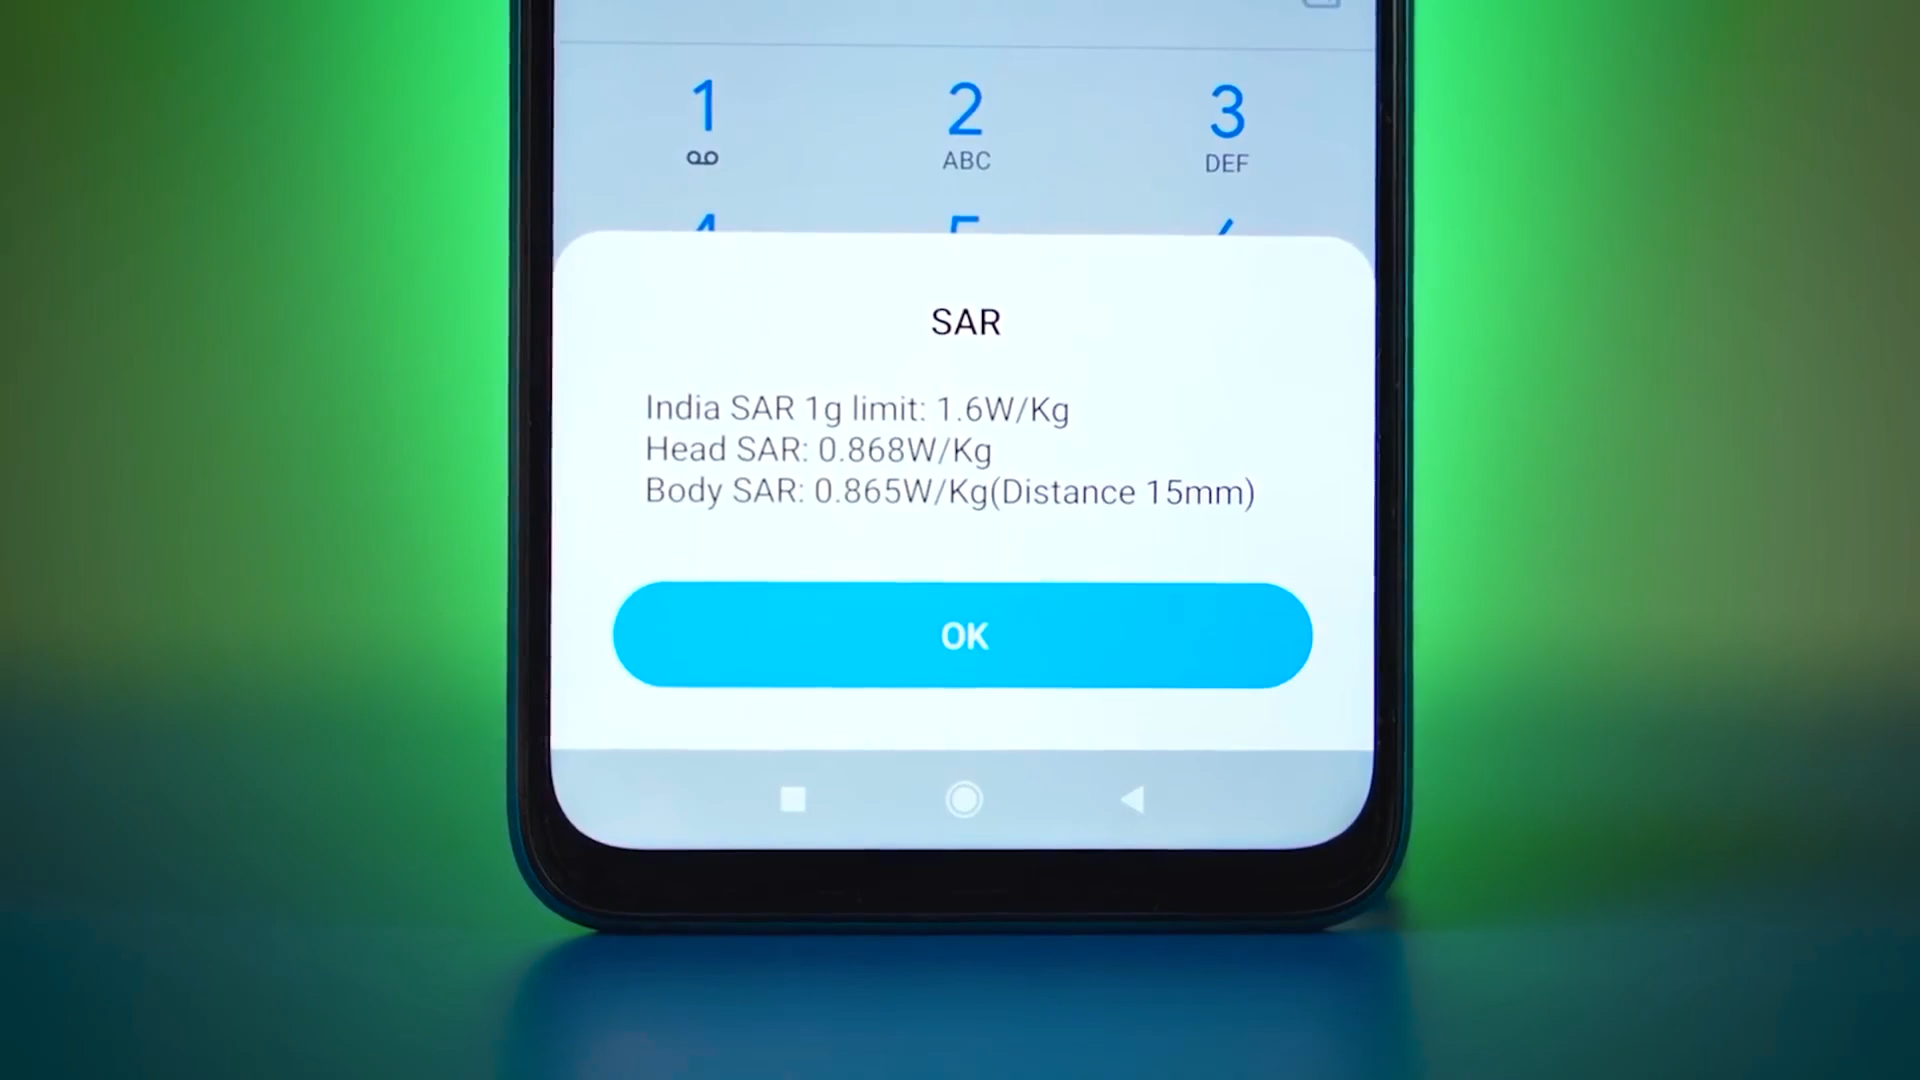 1 2 3
ABC DEF
SAR
India SAR 1g limit: 1.6W/Kg
Head SAR: 0.868W/Kg
Body SAR: 0.865W/Kg(Distance 15mm)
OK